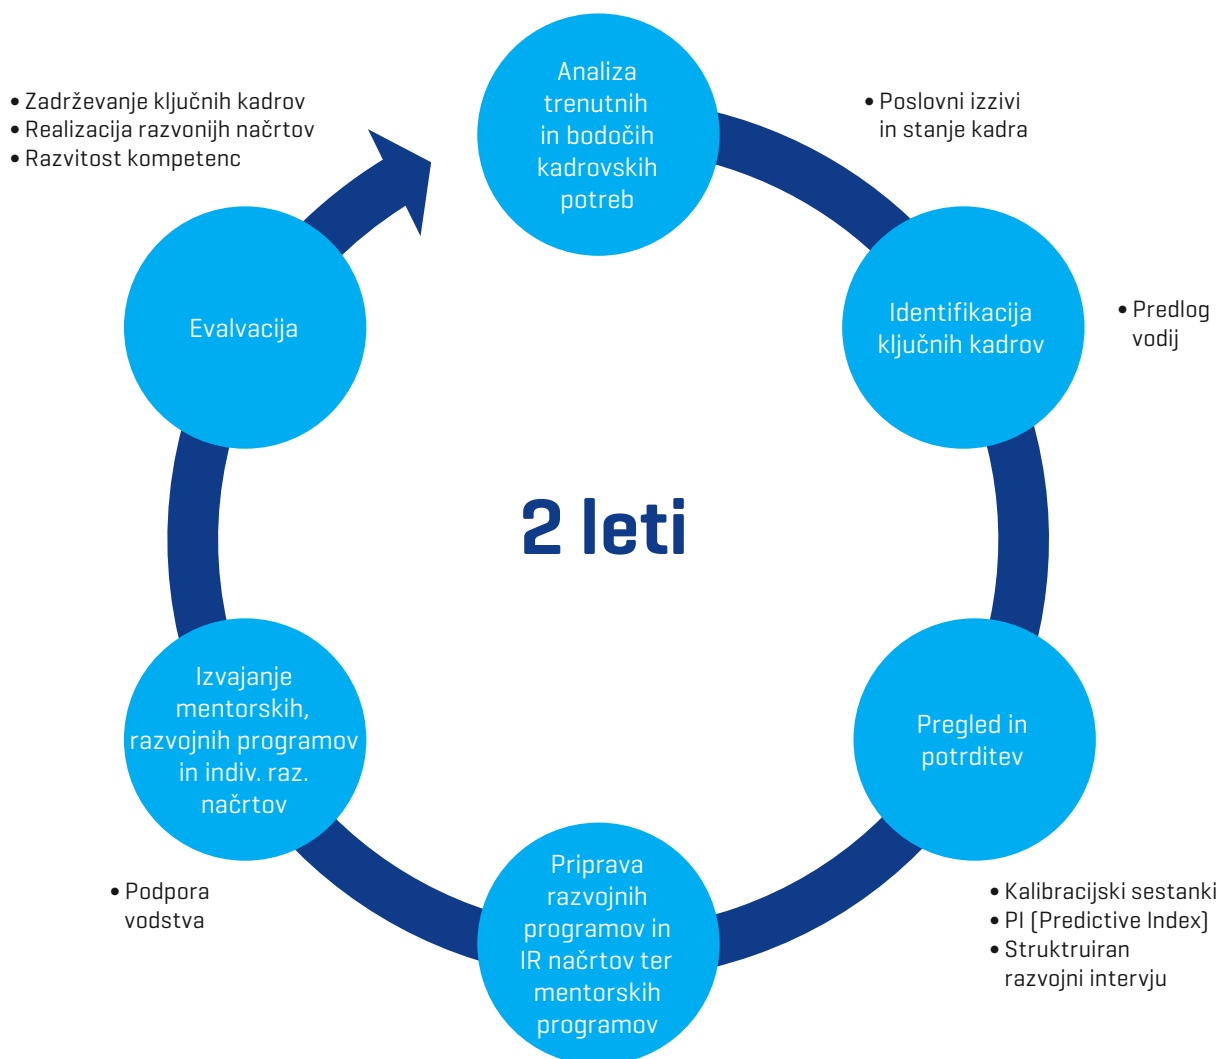 Analiza
trenutnih
in bodočih
kadrovskih
potreb
• Poslovni izzivi
in stanje kadra
Identifikacija
ključnih kadrov
• Predlog
vodij
Pregled in
potrditev
• Kalibracijski sestanki
• PI (Predictive Index)
• Struktruiran
razvojni intervju
Priprava
razvojnih
programov in
IR načrtov ter
mentorskih
programov
Izvajanje
mentorskih,
razvojnih programov
in indiv. raz.
načrtov
• Podpora
vodstva
Evalvacija
• Zadrževanje ključnih kadrov
• Realizacija razvonijh načrtov
• Razvitost kompetenc
2 leti